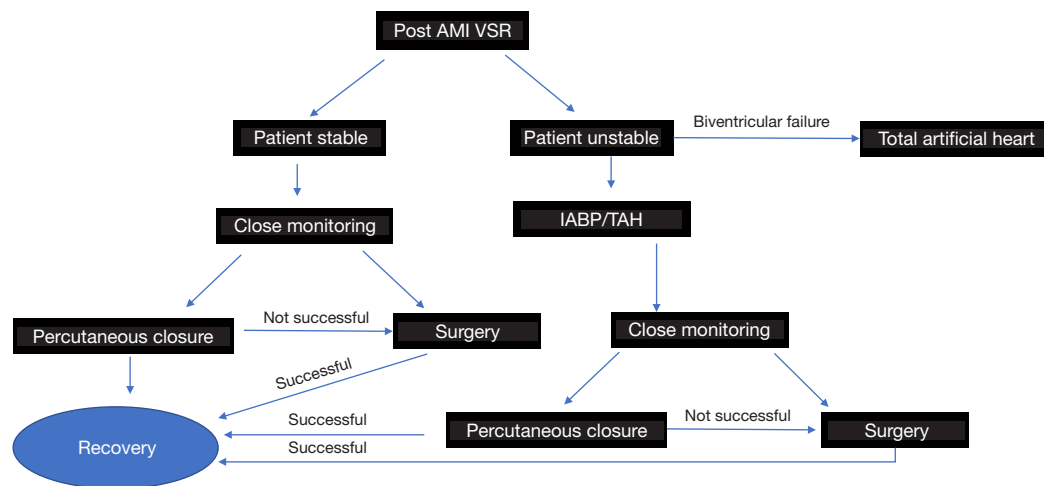 Post AMI VSR
Biventricular failure
Patient stable
Patient unstable
Total artificial heart
Close monitoring
IABP/TAH
Not successful
Percutaneous closure
Surgery
Close monitoring
Successful
Successful
Not successful
Percutaneous closure
Surgery
Recovery
Successful